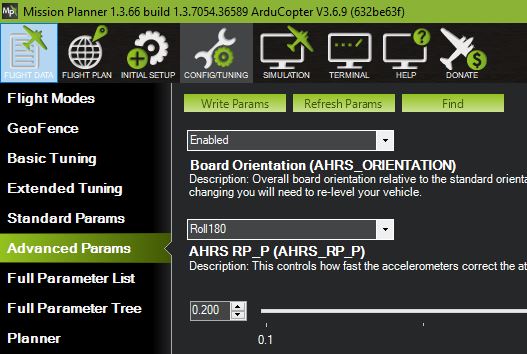 Mp Mission Planner 1.3.66 build 1.3.7054.36589 ArduCopter V3.6.9 (632be63f)
FLIGHT DATA FLIGHT PLAN INITIAL SETUP CONFIG/TUNING SIMULATION TERMINAL HELP DONATE
Flight Modes
GeoFence
Basic Tuning
Extended Tuning
Standard Params
Advanced Params
Full Parameter List
Full Parameter Tree
Planner
Write Params Refresh Params Find
Enabled
Board Orientation (AHRS_ORIENTATION)
Description: Overall board orientation relative to the standard orienta
changing you will need to re-level your vehicle.
Roll180
AHRS RP_P (AHRS_RP_P)
Description: This controls how fast the accelerometers correct the at
0.200
0.1